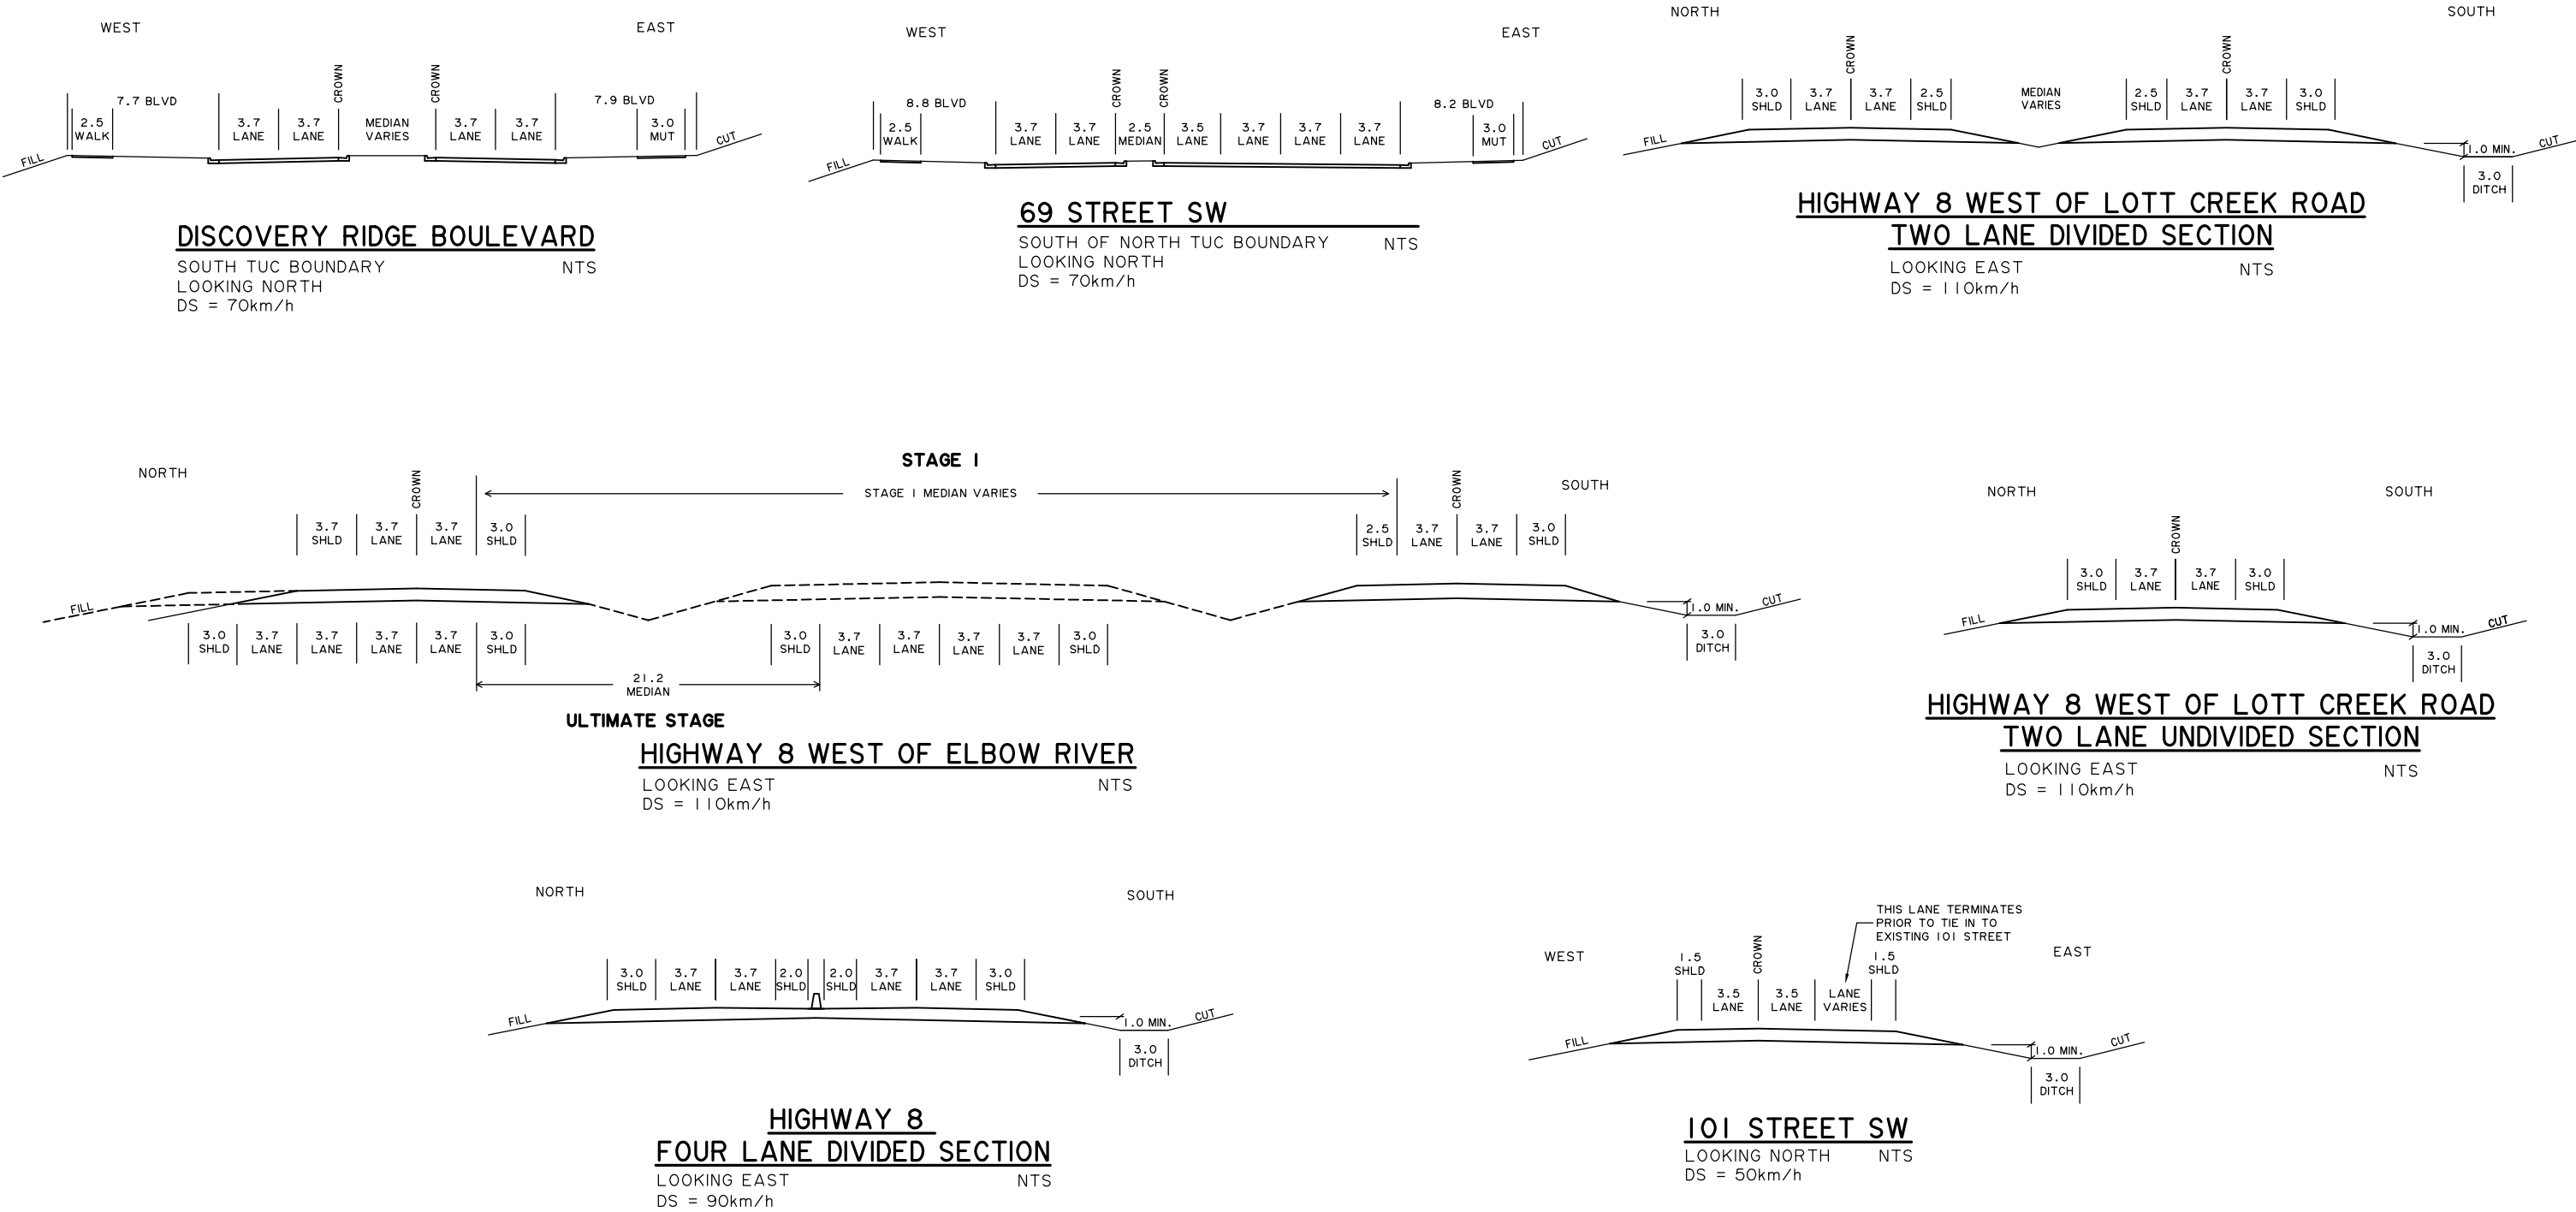 WEST
EAST
CROWN
CROWN
7.7 BLVD
7.9 BLVD
2.5 WALK
3.7 LANE
3.7 LANE
MEDIAN VARIES
3.7 LANE
3.7 LANE
3.0 MUT
FILL
CUT
DISCOVERY RIDGE BOULEVARD
SOUTH TUC BOUNDARY NTS
LOOKING NORTH
DS = 70km/h
WEST
EAST
CROWN
CROWN
8.8 BLVD
8.2 BLVD
2.5 WALK
3.7 LANE
3.7 LANE
2.5 MEDIAN
3.5 LANE
3.7 LANE
3.7 LANE
3.7 LANE
3.0 MUT
FILL
CUT
69 STREET SW
SOUTH OF NORTH TUC BOUNDARY NTS
LOOKING NORTH
DS = 70km/h
NORTH
SOUTH
CROWN
CROWN
3.0 SHLD
3.7 LANE
3.7 LANE
2.5 SHLD
MEDIAN VARIES
2.5 SHLD
3.7 LANE
3.7 LANE
3.0 SHLD
FILL
1.0 MIN.
CUT
3.0 DITCH
HIGHWAY 8 WEST OF LOTT CREEK ROAD
TWO LANE DIVIDED SECTION
LOOKING EAST NTS
DS = 110km/h
STAGE 1
NORTH
CROWN
STAGE 1 MEDIAN VARIES
CROWN
SOUTH
3.7 SHLD
3.7 LANE
3.7 LANE
3.0 SHLD
2.5 SHLD
3.7 LANE
3.7 LANE
3.0 SHLD
FILL
1.0 MIN.
CUT
3.0 SHLD
3.7 LANE
3.7 LANE
3.7 LANE
3.7 LANE
3.0 SHLD
3.0 SHLD
3.7 LANE
3.7 LANE
3.7 LANE
3.7 LANE
3.0 SHLD
3.0 DITCH
21.2 MEDIAN
ULTIMATE STAGE
HIGHWAY 8 WEST OF ELBOW RIVER
LOOKING EAST NTS
DS = 110km/h
NORTH
SOUTH
CROWN
3.0 SHLD
3.7 LANE
3.7 LANE
3.0 SHLD
FILL
1.0 MIN.
CUT
3.0 DITCH
HIGHWAY 8 WEST OF LOTT CREEK ROAD
TWO LANE UNDIVIDED SECTION
LOOKING EAST NTS
DS = 110km/h
NORTH
SOUTH
3.0 SHLD
3.7 LANE
3.7 LANE
2.0 SHLD
2.0 SHLD
3.7 LANE
3.7 LANE
3.0 SHLD
FILL
1.0 MIN.
CUT
3.0 DITCH
HIGHWAY 8
FOUR LANE DIVIDED SECTION
LOOKING EAST NTS
DS = 90km/h
THIS LANE TERMINATES
PRIOR TO TIE IN TO
EXISTING 101 STREET
WEST
EAST
CROWN
1.5 SHLD
3.5 LANE
3.5 LANE
LANE VARIES
1.5 SHLD
FILL
1.0 MIN.
CUT
3.0 DITCH
101 STREET SW
LOOKING NORTH NTS
DS = 50km/h